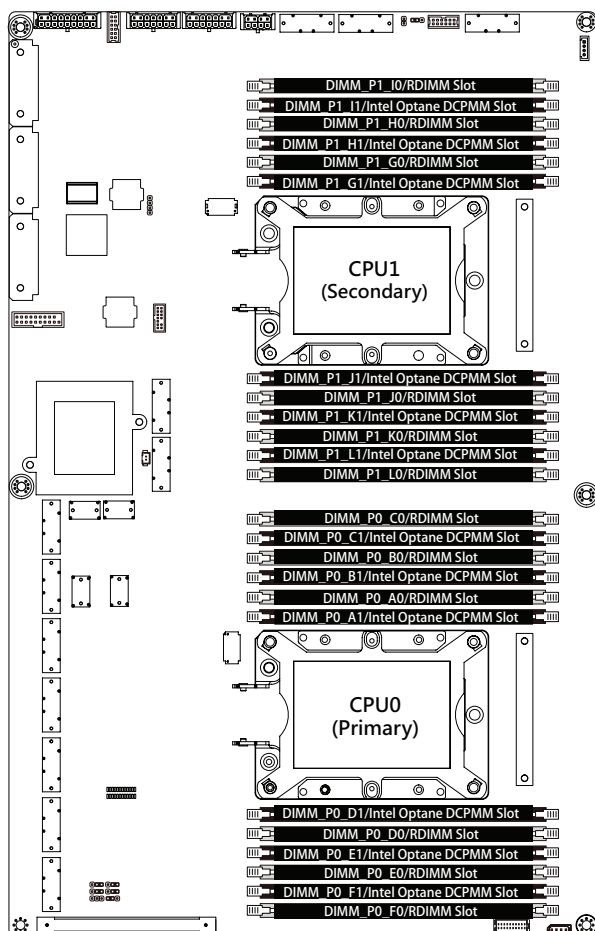 DIMM_P1_I0/RDIMM Slot
DIMM_P1_I1/Intel Optane DCPMM Slot
DIMM_P1_H0/RDIMM Slot
DIMM_P1_H1/Intel Optane DCPMM Slot
DIMM_P1_G0/RDIMM Slot
DIMM_P1_G1/Intel Optane DCPMM Slot
CPU1
(Secondary)
DIMM_P1_J1/Intel Optane DCPMM Slot
DIMM_P1_J0/RDIMM Slot
DIMM_P1_K1/Intel Optane DCPMM Slot
DIMM_P1_K0/RDIMM Slot
DIMM_P1_L1/Intel Optane DCPMM Slot
DIMM_P1_L0/RDIMM Slot
DIMM_P0_C0/RDIMM Slot
DIMM_P0_C1/Intel Optane DCPMM Slot
DIMM_P0_B0/RDIMM Slot
DIMM_P0_B1/Intel Optane DCPMM Slot
DIMM_P0_A0/RDIMM Slot
DIMM_P0_A1/Intel Optane DCPMM Slot
CPU0
(Primary)
DIMM_P0_D1/Intel Optane DCPMM Slot
DIMM_P0_D0/RDIMM Slot
DIMM_P0_E1/Intel Optane DCPMM Slot
DIMM_P0_E0/RDIMM Slot
DIMM_P0_F1/Intel Optane DCPMM Slot
DIMM_P0_F0/RDIMM Slot